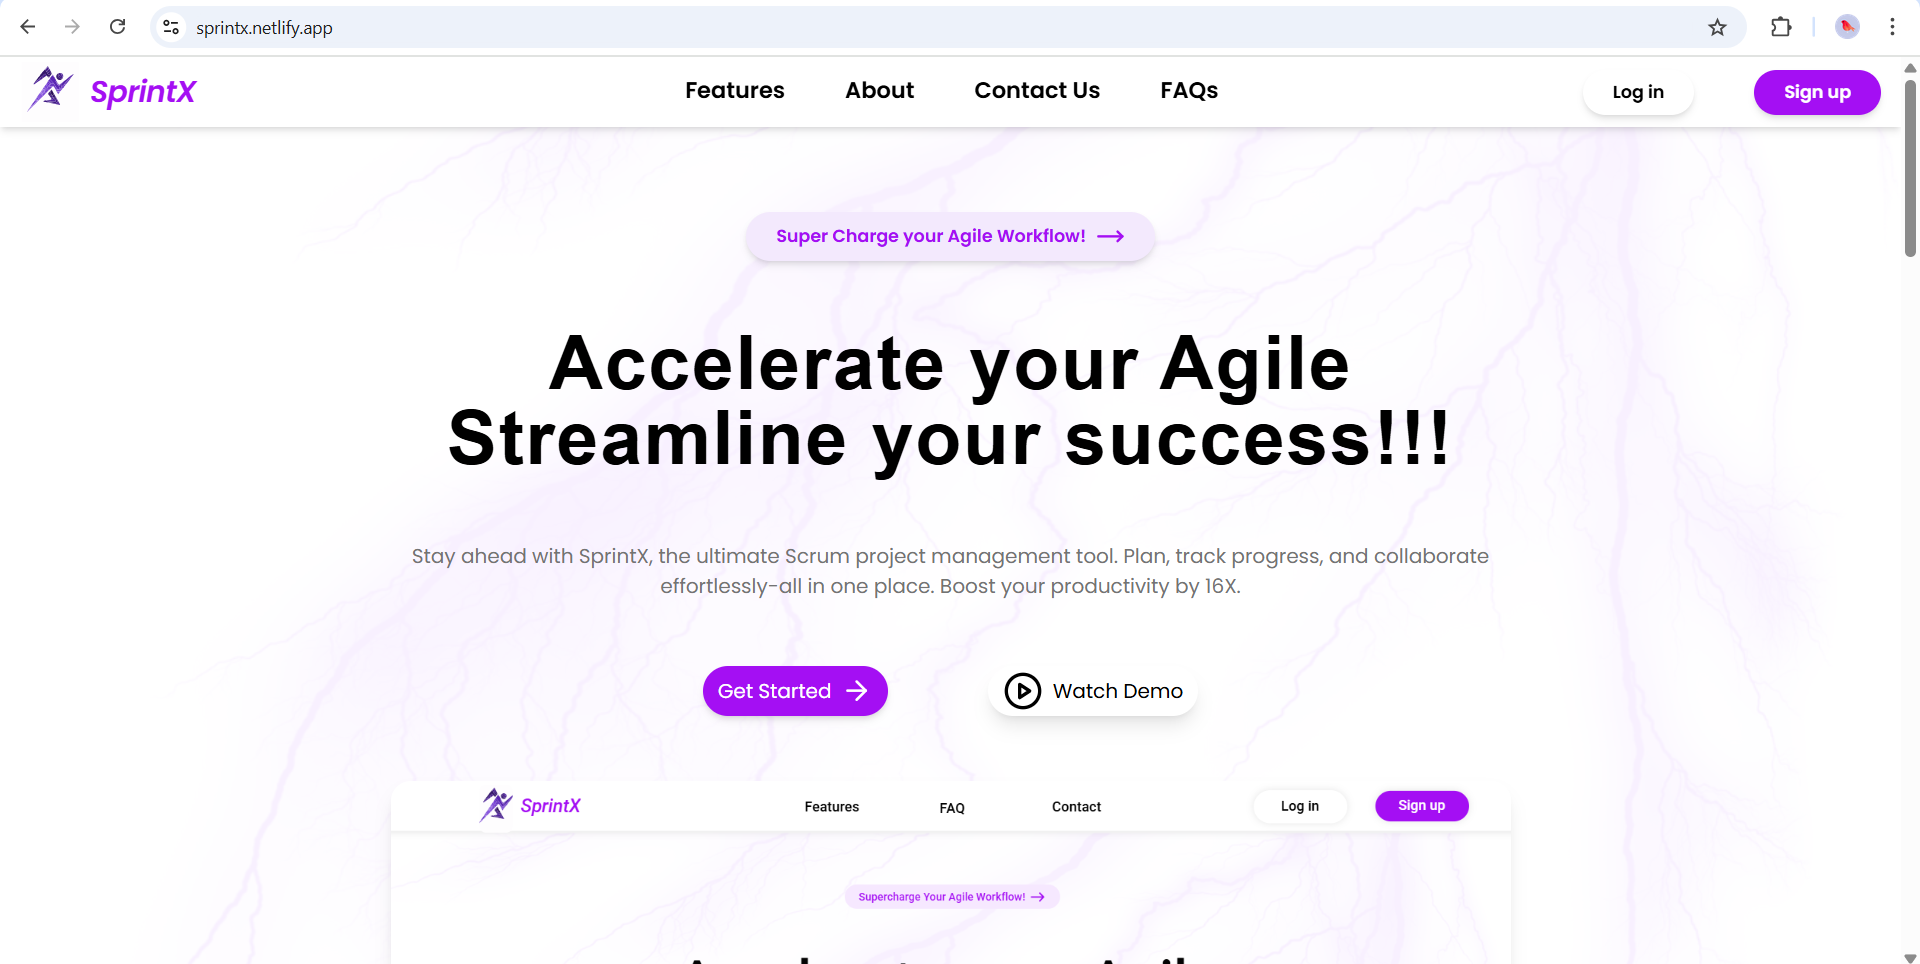 sprintx.netlify.app
SprintX
Features About Contact Us FAQs
Log in
Sign up
Super Charge your Agile Workflow!
Accelerate your Agile
Streamline your success!!!
Stay ahead with SprintX, the ultimate Scrum project management tool. Plan, track progress, and collaborate
effortlessly-all in one place. Boost your productivity by 16X.
Get Started
Watch Demo
SprintX
Features FAQ Contact
Log in
Sign up
Supercharge Your Agile Workflow!